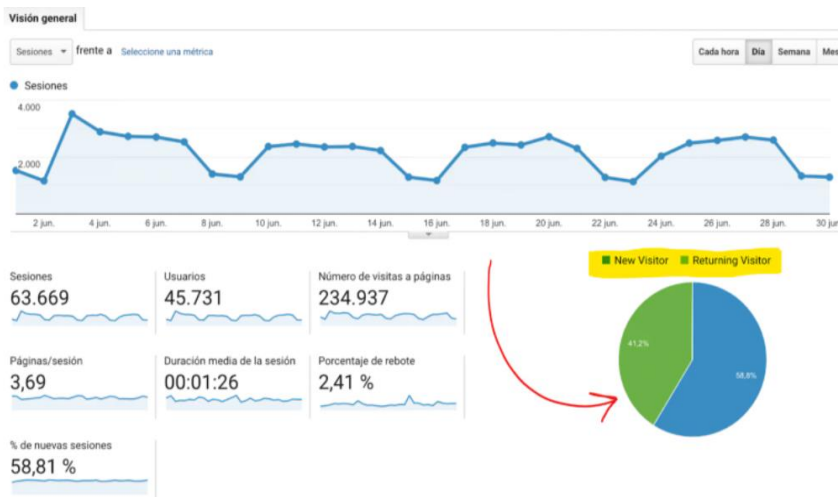 Visión general
Sesiones frente a Seleccione una métrica
Cada hora Día Semana Mes
Sesiones
4.000
2.000
2 jun. 4 jun. 6 jun. 8 jun. 10 jun. 12 jun. 14 jun. 16 jun. 18 jun. 20 jun. 22 jun. 24 jun. 26 jun. 28 jun. 30 jun
New Visitor Returning Visitor
Sesiones Usuarios Número de visitas a páginas
63.669 45.731 234.937
Páginas/sesión Duración media de la sesión Porcentaje de rebote
3,69 00:01:26 2,41 %
41,2%
58,8%
% de nuevas sesiones
58,81 %